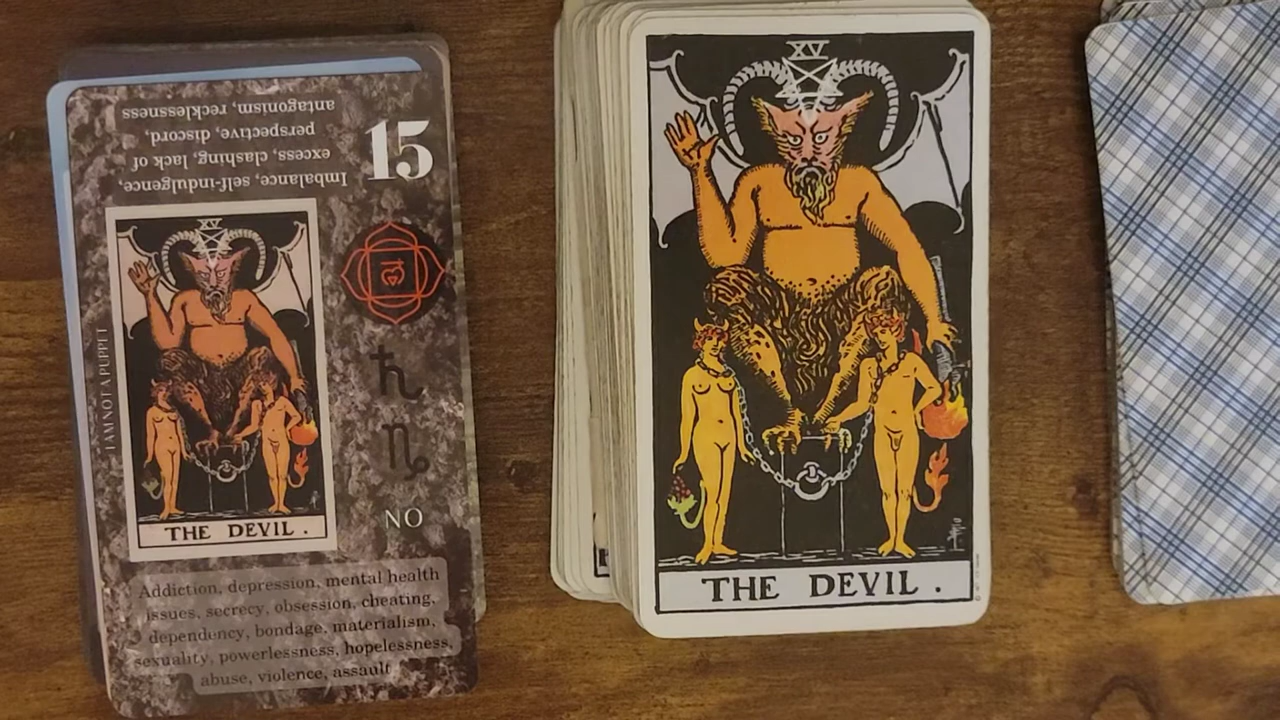 Imbalance, self-indulgence,
excess, clashing, lack of
perspective, discord,
antagonism, recklessness
15
I AM NOT A PUPPET
XV
THE DEVIL.
NO
Addiction, depression, mental health
issues, secrecy, obsession, cheating,
dependency, bondage, materialism,
sexuality, powerlessness, hopelessness,
abuse, violence, assault
XV
THE DEVIL.